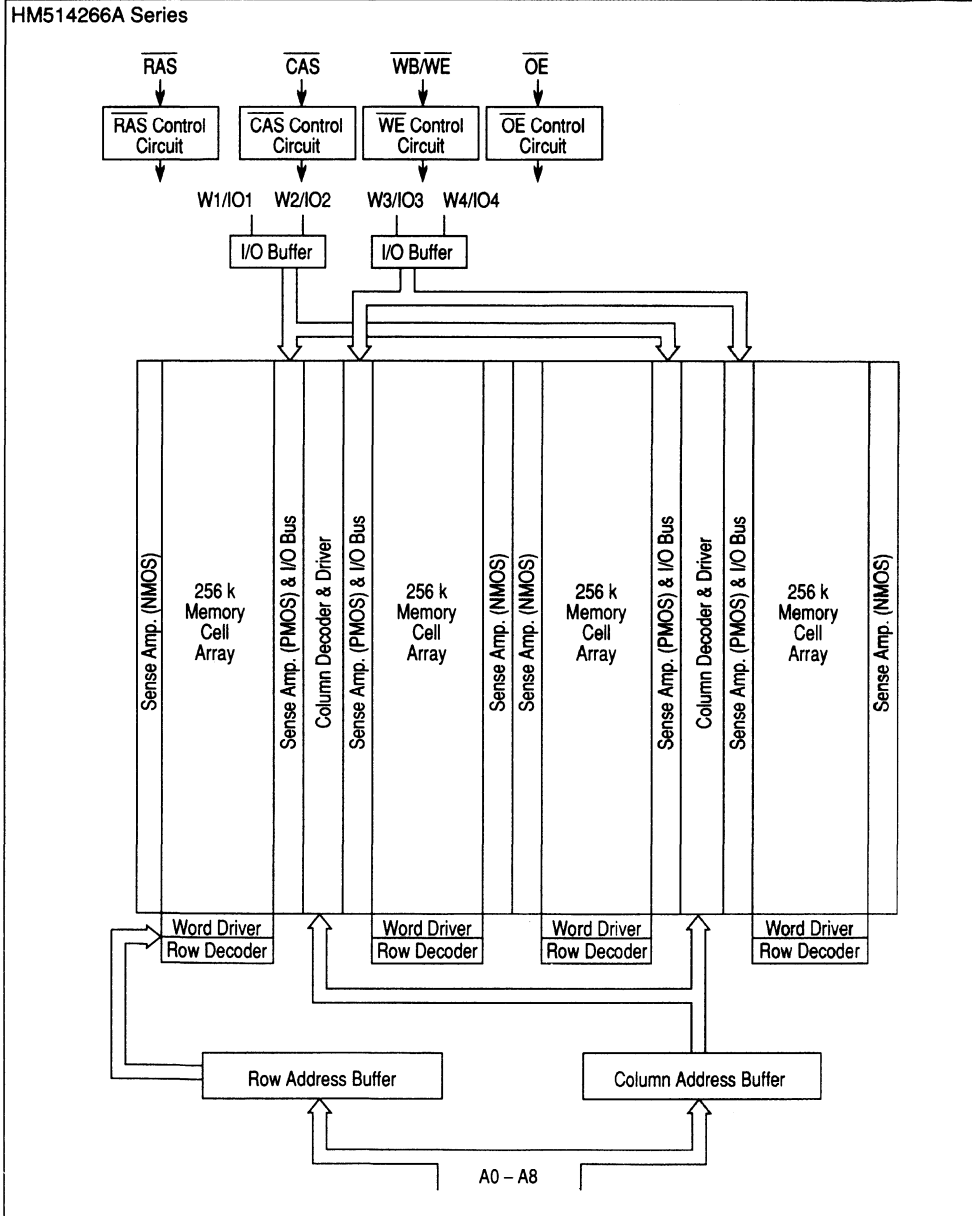 HM514266A Series
RAS CAS WB/WE OE
RAS Control Circuit
CAS Control Circuit
WE Control Circuit
OE Control Circuit
W1/IO1 W2/IO2 W3/IO3 W4/IO4
I/O Buffer I/O Buffer
Sense Amp. (NMOS)
256 k
Memory
Cell
Array
Sense Amp. (PMOS) & I/O Bus
Column Decoder & Driver
Sense Amp. (PMOS) & I/O Bus
256 k
Memory
Cell
Array
Sense Amp. (NMOS)
Sense Amp. (NMOS)
256 k
Memory
Cell
Array
Sense Amp. (PMOS) & I/O Bus
Column Decoder & Driver
Sense Amp. (PMOS) & I/O Bus
256 k
Memory
Cell
Array
Sense Amp. (NMOS)
Word Driver Word Driver Word Driver Word Driver
Row Decoder Row Decoder Row Decoder Row Decoder
Row Address Buffer Column Address Buffer
A0 – A8